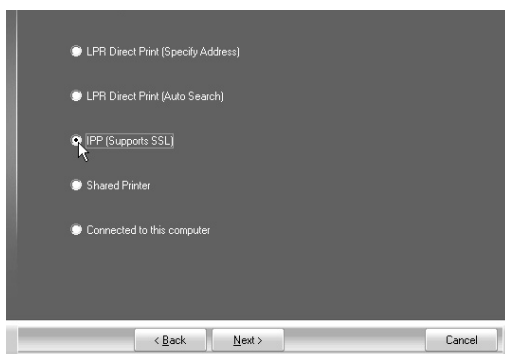 LPR Direct Print (Specify Address)
LPR Direct Print (Auto Search)
IPP (Supports SSL)
Shared Printer
Connected to this computer
< Back Next > Cancel